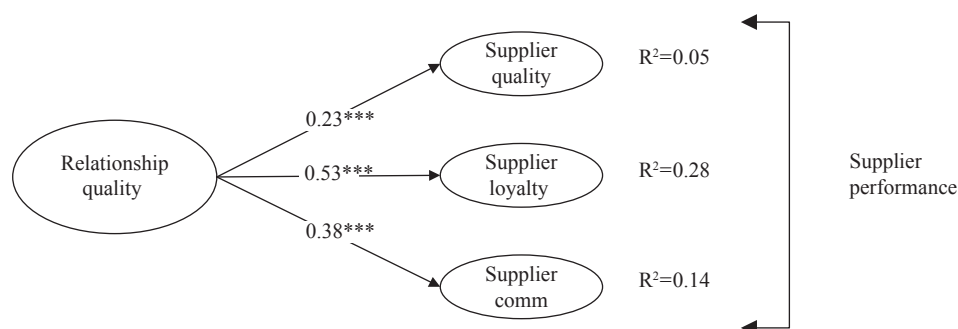 Supplier
quality
R²=0.05
0.23***
Relationship
quality
0.53***
Supplier
loyalty
R²=0.28
Supplier
performance
0.38***
Supplier
comm
R²=0.14